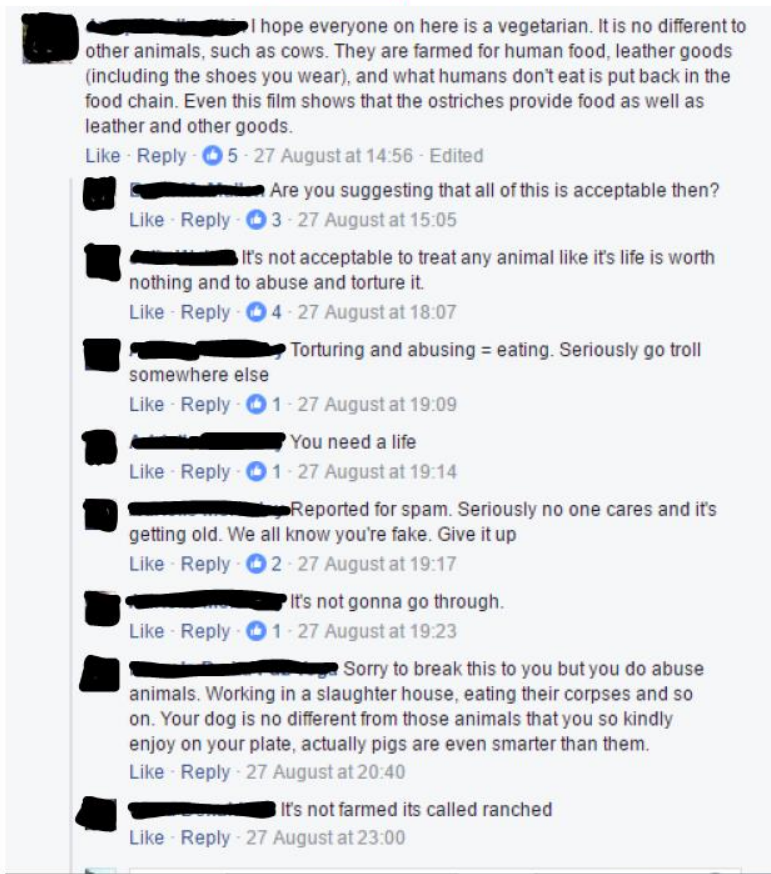 I hope everyone on here is a vegetarian. It is no different to
other animals, such as cows. They are farmed for human food, leather goods
(including the shoes you wear), and what humans don't eat is put back in the
food chain. Even this film shows that the ostriches provide food as well as
leather and other goods.
Like · Reply · 5 · 27 August at 14:56 · Edited
Are you suggesting that all of this is acceptable then?
Like · Reply · 3 · 27 August at 15:05
It's not acceptable to treat any animal like it's life is worth
nothing and to abuse and torture it.
Like · Reply · 4 · 27 August at 18:07
Torturing and abusing = eating. Seriously go troll
somewhere else
Like · Reply · 1 · 27 August at 19:09
You need a life
Like · Reply · 1 · 27 August at 19:14
Reported for spam. Seriously no one cares and it's
getting old. We all know you're fake. Give it up
Like · Reply · 2 · 27 August at 19:17
It's not gonna go through.
Like · Reply · 1 · 27 August at 19:23
Sorry to break this to you but you do abuse
animals. Working in a slaughter house, eating their corpses and so
on. Your dog is no different from those animals that you so kindly
enjoy on your plate, actually pigs are even smarter than them.
Like · Reply · 27 August at 20:40
It's not farmed its called ranched
Like · Reply · 27 August at 23:00